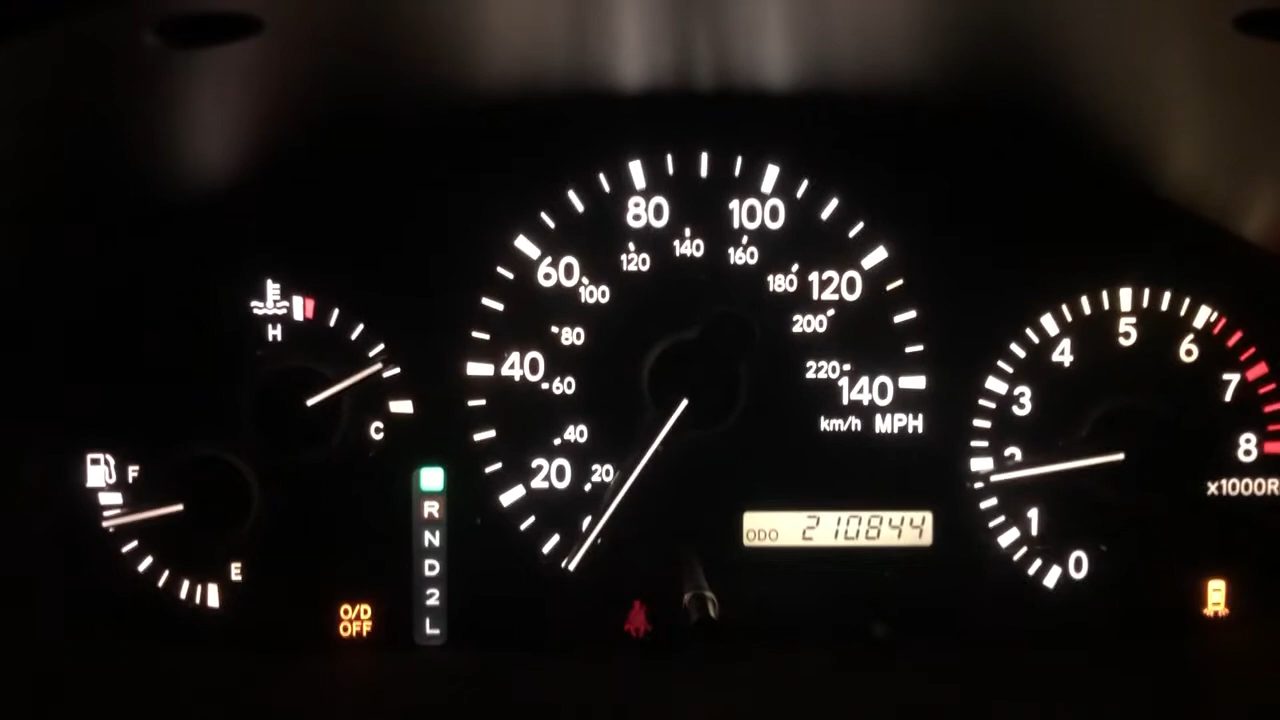 80 100
120 140 160
60 100 180 120
80 200
40 60 220 140
km/h MPH
40
20 20
H
C
F
E
R
N
D
2
L
O/D
OFF
ODO 210844
5
4 6
3 7
2 8
x1000R
1
0